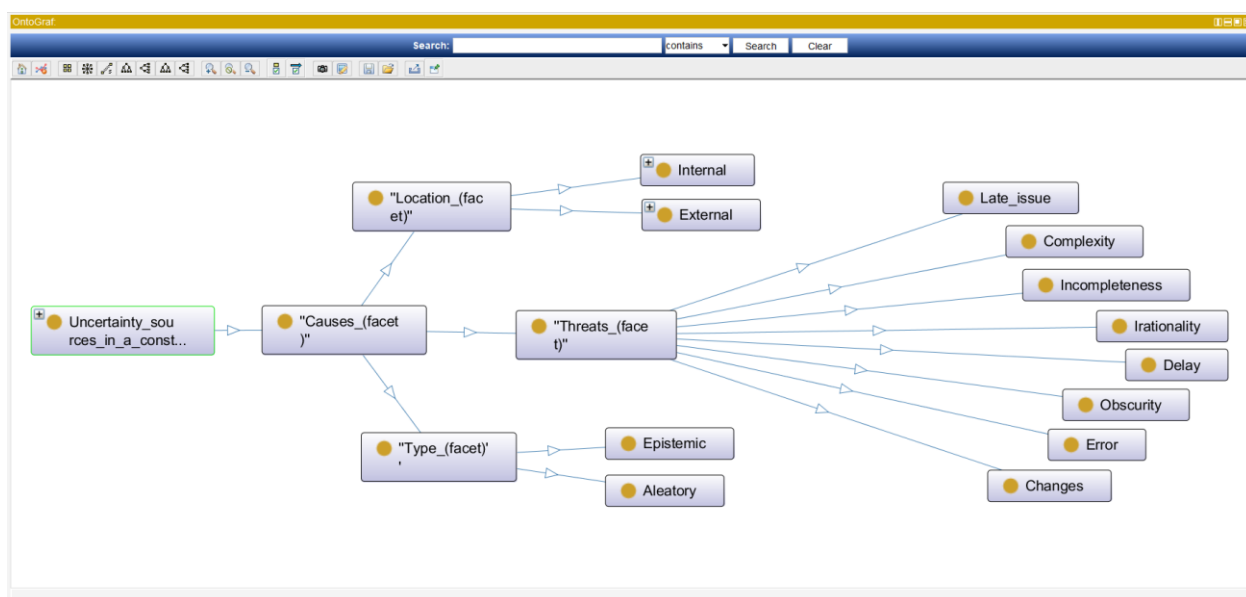 OntoGraf:
Search:
contains
Search
Clear
Internal
"Location_(fac
et)"
External
Late_issue
Complexity
Incompleteness
Uncertainty_sou
rces_in_a_const...
"Causes_(facet
)"
"Threats_(face
t)"
Irationality
Delay
Obscurity
Error
Changes
"Type_(facet)'
'
Epistemic
Aleatory